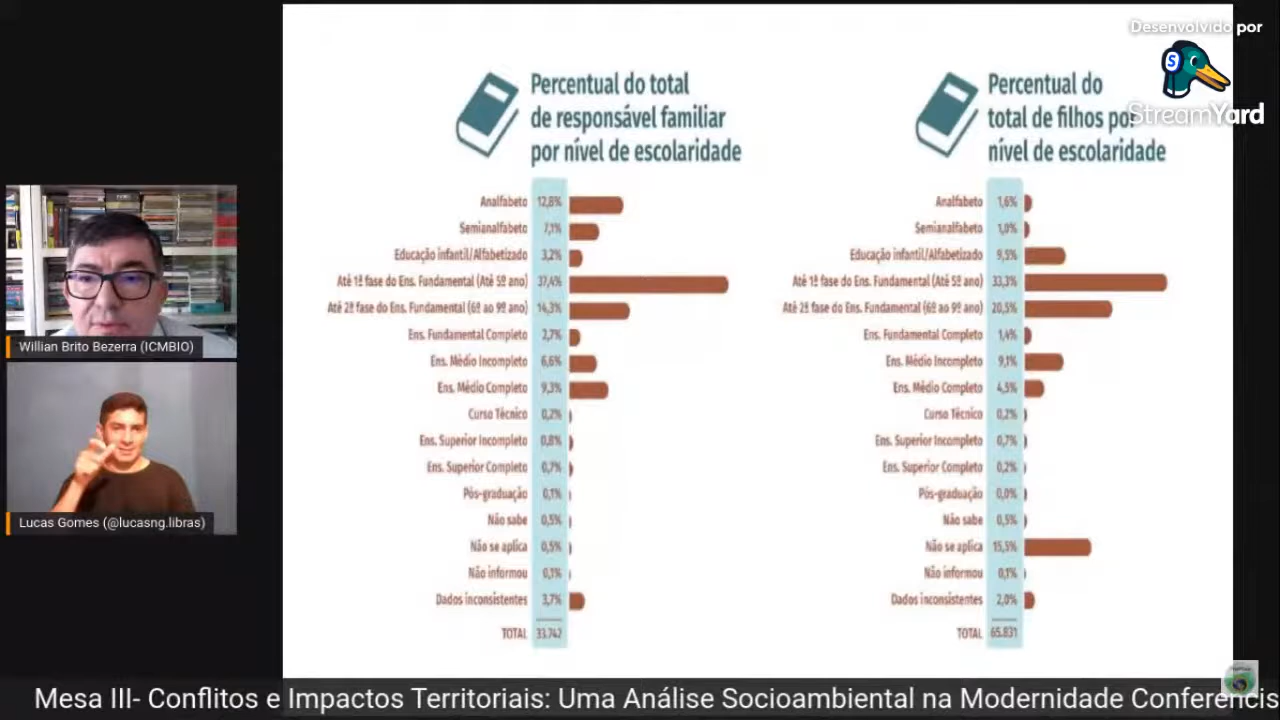 Desenvolvido por
StreamYard
Percentual do total
de responsável familiar
por nível de escolaridade
Analfabeto 12,8%
Semianalfabeto 7,1%
Educação infantil/Alfabetizado 3,2%
Até 1ª fase do Ens. Fundamental (Até 5º ano) 37,4%
Até 2ª fase do Ens. Fundamental (6º ao 9º ano) 14,3%
Ens. Fundamental Completo 2,7%
Ens. Médio Incompleto 6,6%
Ens. Médio Completo 9,3%
Curso Técnico 0,2%
Ens. Superior Incompleto 0,8%
Ens. Superior Completo 0,7%
Pós-graduação 0,1%
Não sabe 0,5%
Não se aplica 0,5%
Não informou 0,1%
Dados inconsistentes 3,7%
TOTAL 33.742
Percentual do
total de filhos por
nível de escolaridade
Analfabeto 1,6%
Semianalfabeto 1,0%
Educação infantil/Alfabetizado 9,5%
Até 1ª fase do Ens. Fundamental (Até 5º ano) 33,3%
Até 2ª fase do Ens. Fundamental (6º ao 9º ano) 20,5%
Ens. Fundamental Completo 1,4%
Ens. Médio Incompleto 9,1%
Ens. Médio Completo 4,5%
Curso Técnico 0,2%
Ens. Superior Incompleto 0,7%
Ens. Superior Completo 0,2%
Pós-graduação 0,0%
Não sabe 0,5%
Não se aplica 15,5%
Não informou 0,1%
Dados inconsistentes 2,0%
TOTAL 65.831
Willian Brito Bezerra (ICMBIO)
Lucas Gomes (@lucasng.libras)
Mesa III- Conflitos e Impactos Territoriais: Uma Análise Socioambiental na Modernidade Conferencis